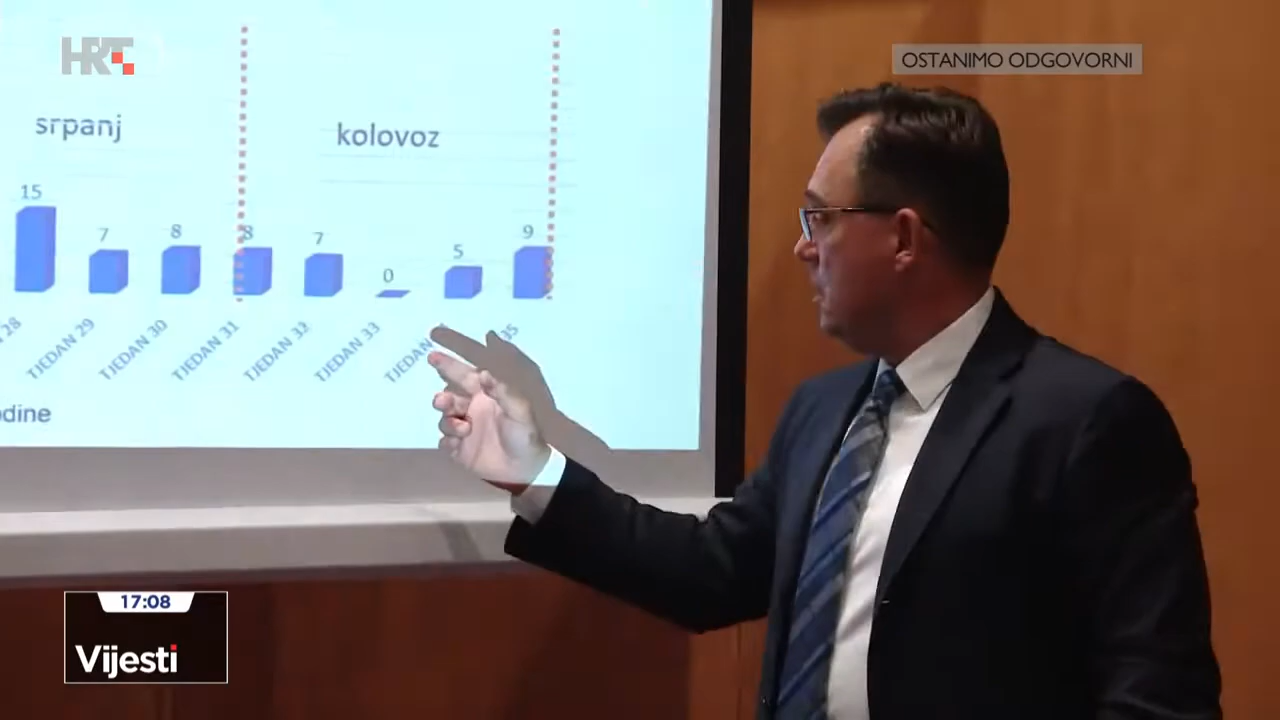 HRT
OSTANIMO ODGOVORNI
srpanj
kolovoz
15
7
8
8
7
0
5
9
28
TJEDAN 29
TJEDAN 30
TJEDAN 31
TJEDAN 32
TJEDAN 33
TJEDAN
35
17:08
Vijesti